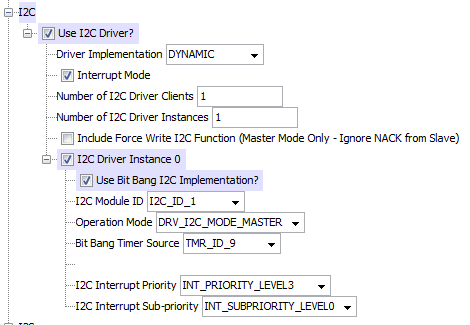 I2C
Use I2C Driver?
Driver Implementation DYNAMIC
Interrupt Mode
Number of I2C Driver Clients 1
Number of I2C Driver Instances 1
Include Force Write I2C Function (Master Mode Only - Ignore NACK from Slave)
I2C Driver Instance 0
Use Bit Bang I2C Implementation?
I2C Module ID I2C_ID_1
Operation Mode DRV_I2C_MODE_MASTER
Bit Bang Timer Source TMR_ID_9
I2C Interrupt Priority INT_PRIORITY_LEVEL3
I2C Interrupt Sub-priority INT_SUBPRIORITY_LEVEL0